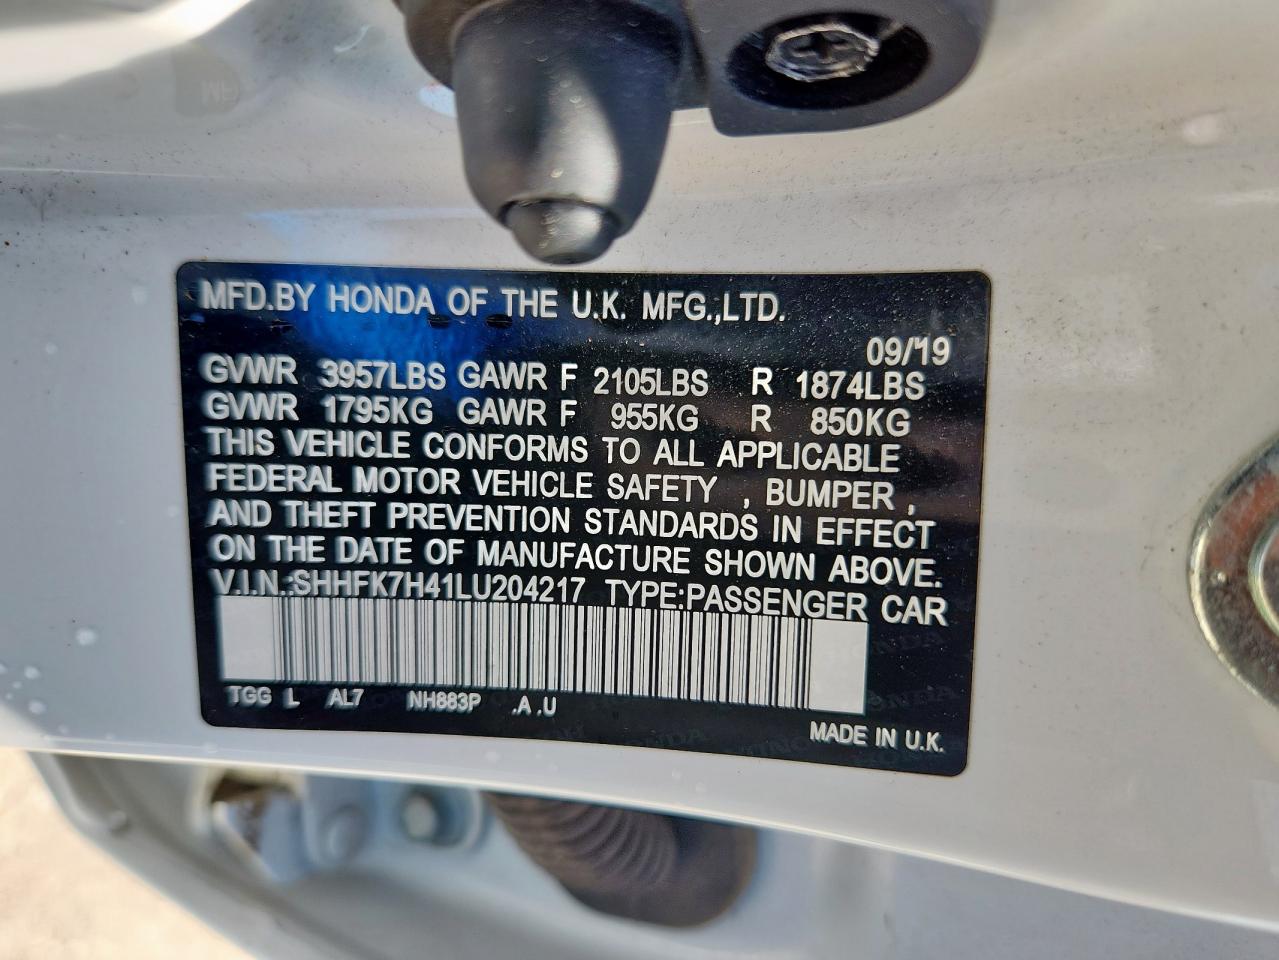 MFD.BY HONDA OF THE U.K. MFG.,LTD.
09/19
GVWR 3957LBS GAWR F 2105LBS R 1874LBS
GVWR 1795KG GAWR F 955KG R 850KG
THIS VEHICLE CONFORMS TO ALL APPLICABLE
FEDERAL MOTOR VEHICLE SAFETY , BUMPER ,
AND THEFT PREVENTION STANDARDS IN EFFECT
ON THE DATE OF MANUFACTURE SHOWN ABOVE.
V.I.N.:SHHFK7H41LU204217 TYPE:PASSENGER CAR
TGG L AL7 NH883P .A .U
MADE IN U.K.